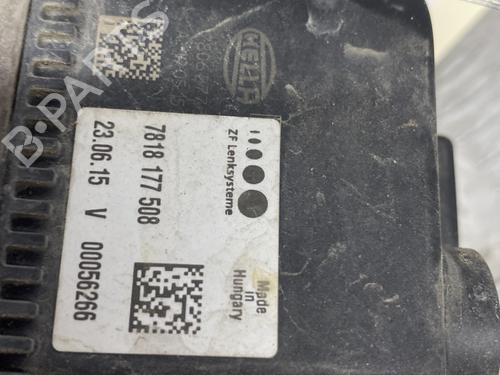 HELLA
ZF Lenksysteme
7818 177 508
23.06.15 V 00056266
Made
in
Hungary
B-PARTS